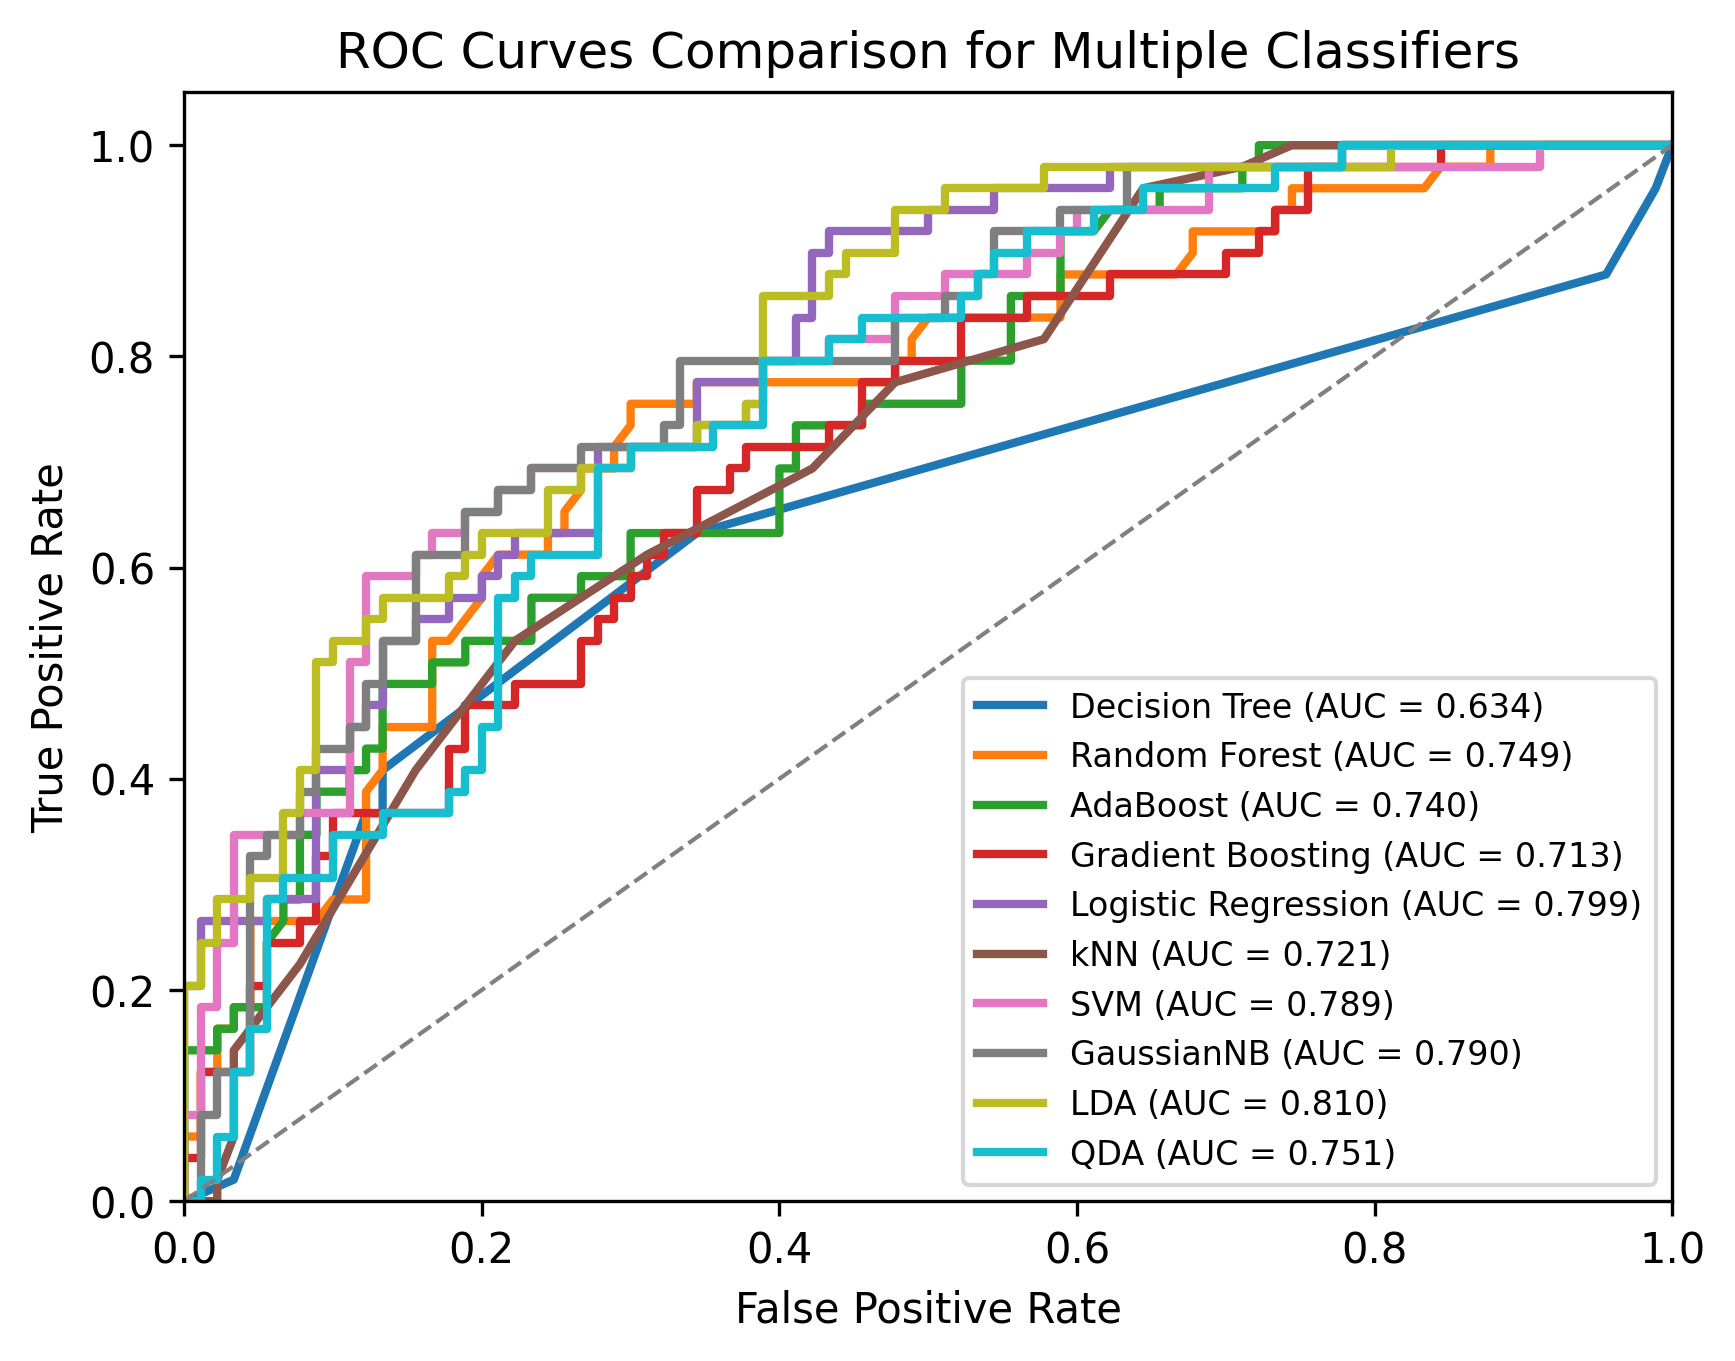 ROC Curves Comparison for Multiple Classifiers
True Positive Rate
1.0
0.8
0.6
0.4
0.2
0.0
Decision Tree (AUC = 0.634)
Random Forest (AUC = 0.749)
AdaBoost (AUC = 0.740)
Gradient Boosting (AUC = 0.713)
Logistic Regression (AUC = 0.799)
kNN (AUC = 0.721)
SVM (AUC = 0.789)
GaussianNB (AUC = 0.790)
LDA (AUC = 0.810)
QDA (AUC = 0.751)
0.0 0.2 0.4 0.6 0.8 1.0
False Positive Rate